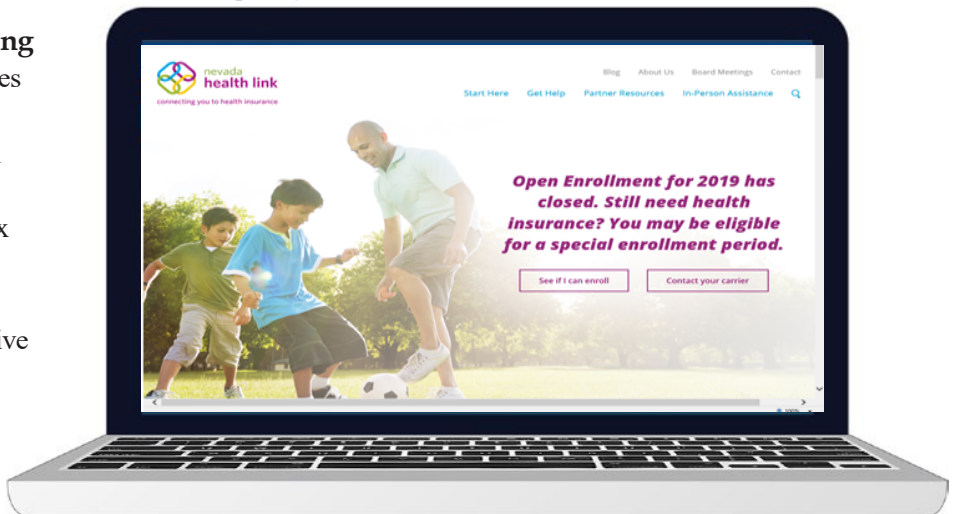 ng
es
x
ive
nevada
health link
connecting you to health insurance
Blog About Us Board Meetings Contact
Start Here Get Help Partner Resources In-Person Assistance
Open Enrollment for 2019 has
closed. Still need health
insurance? You may be eligible
for a special enrollment period.
See if I can enroll Contact your carrier
100%